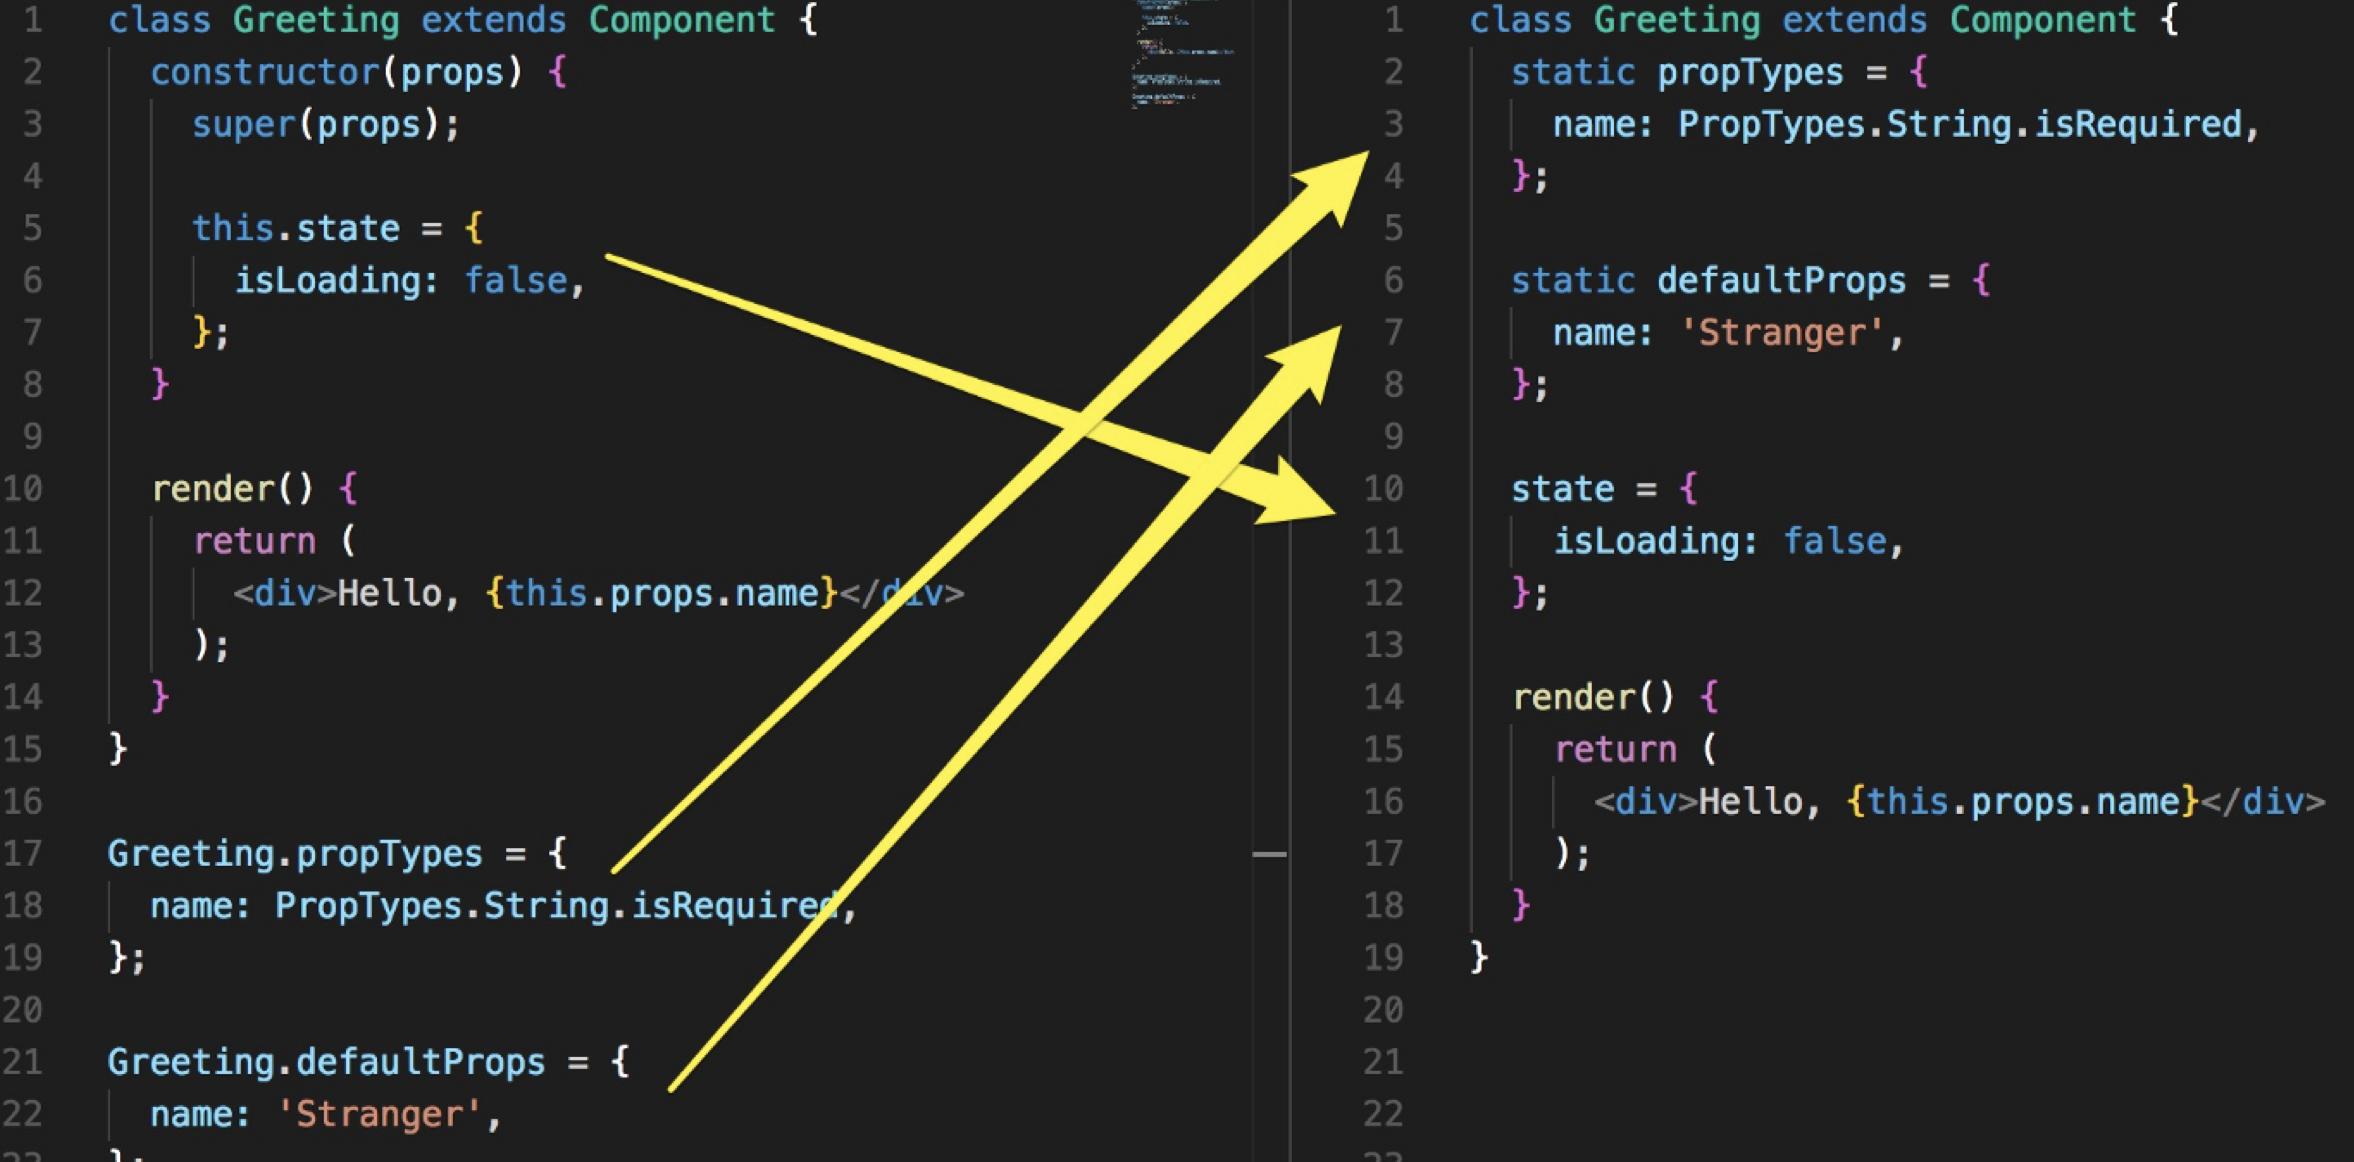 1 class Greeting extends Component {
2 constructor(props) {
3 super(props);
4
5 this.state = {
6 isLoading: false,
7 };
8 }
9
10 render() {
11 return (
12 <div>Hello, {this.props.name}</div>
13 );
14 }
15 }
16
17 Greeting.propTypes = {
18 name: PropTypes.String.isRequired,
19 };
20
21 Greeting.defaultProps = {
22 name: 'Stranger',
23 };
1 class Greeting extends Component {
2 static propTypes = {
3 name: PropTypes.String.isRequired,
4 };
5
6 static defaultProps = {
7 name: 'Stranger',
8 };
9
10 state = {
11 isLoading: false,
12 };
13
14 render() {
15 return (
16 <div>Hello, {this.props.name}</div>
17 );
18 }
19 }
20
21
22
23